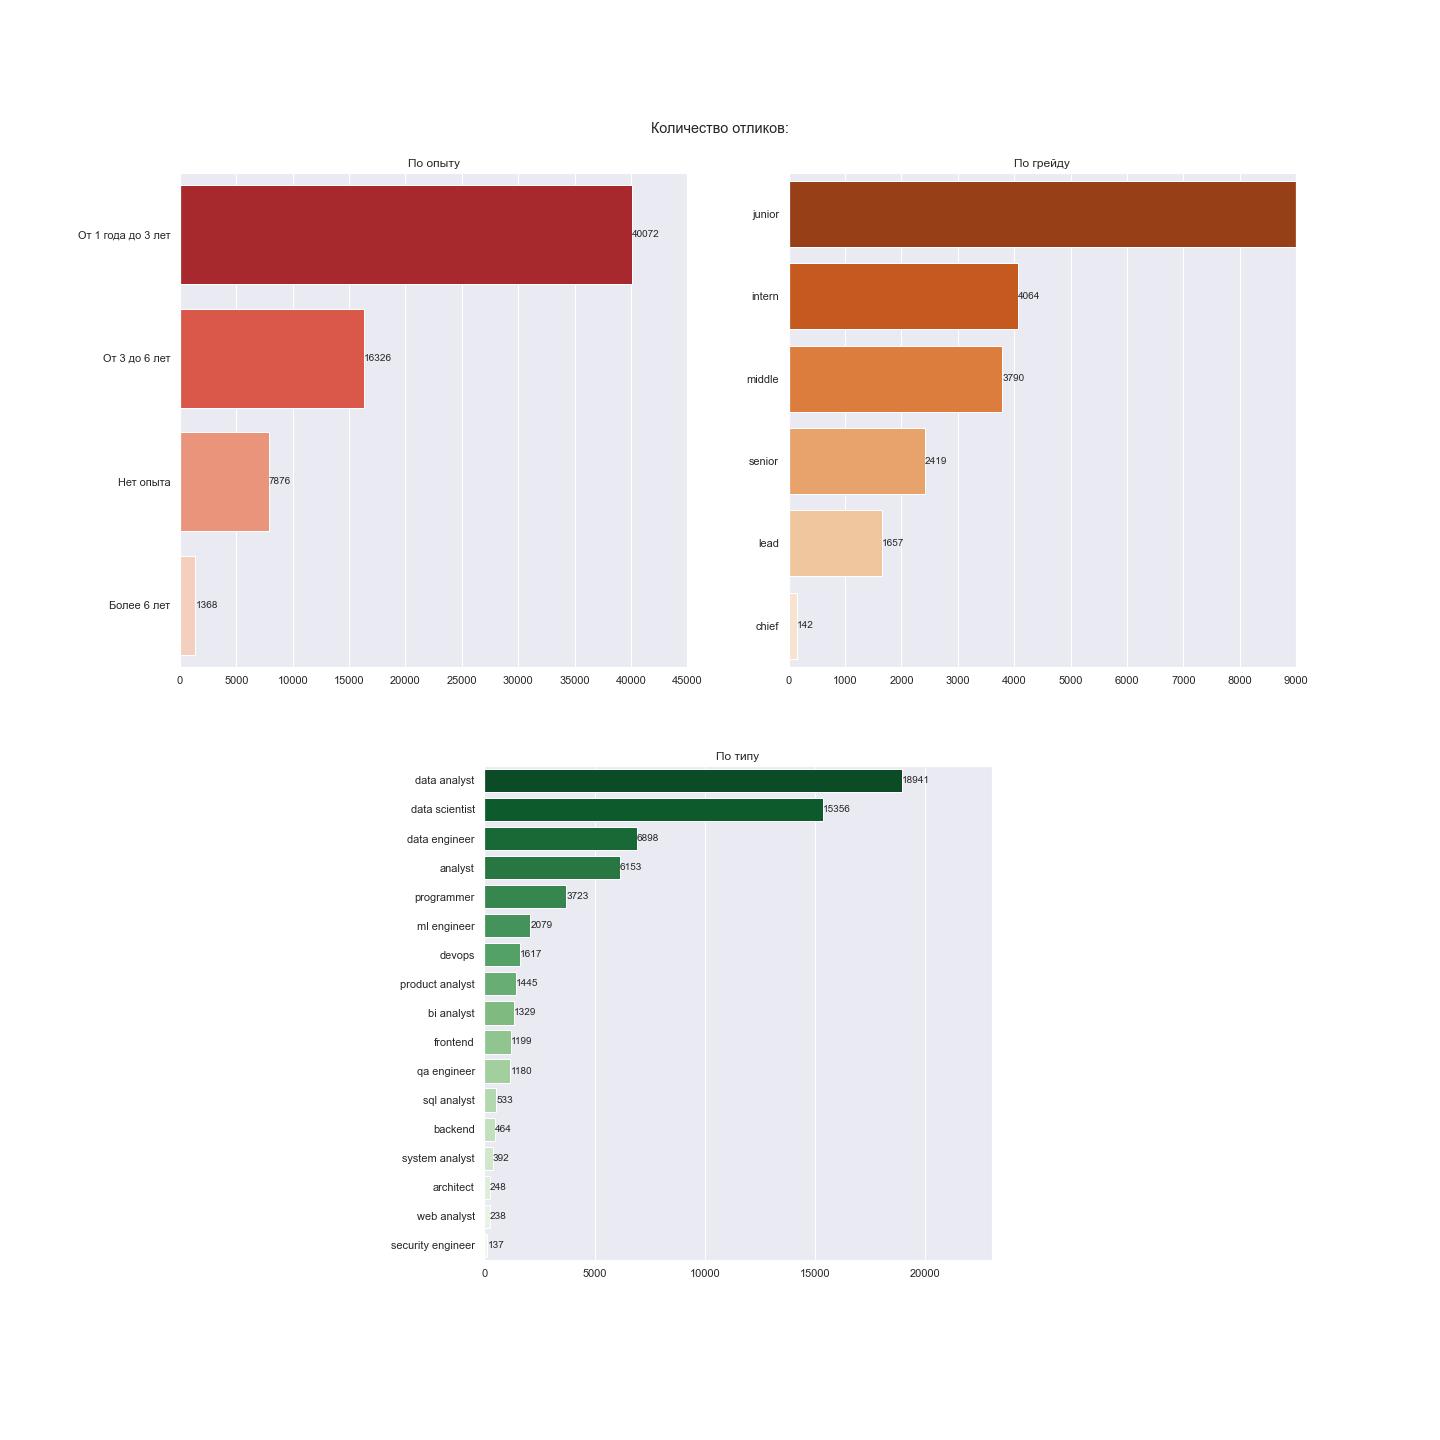 Количество отликов:
По опыту
От 1 года до 3 лет
40072
От 3 до 6 лет
16326
Нет опыта
7876
Более 6 лет
1368
0 5000 10000 15000 20000 25000 30000 35000 40000 45000
По грейду
junior
intern
4064
middle
3790
senior
2419
lead
1657
chief
142
0 1000 2000 3000 4000 5000 6000 7000 8000 9000
По типу
data analyst
18941
data scientist
15356
data engineer
6898
analyst
6153
programmer
3723
ml engineer
2079
devops
1617
product analyst
1445
bi analyst
1329
frontend
1199
qa engineer
1180
sql analyst
533
backend
464
system analyst
392
architect
248
web analyst
238
security engineer
137
0 5000 10000 15000 20000